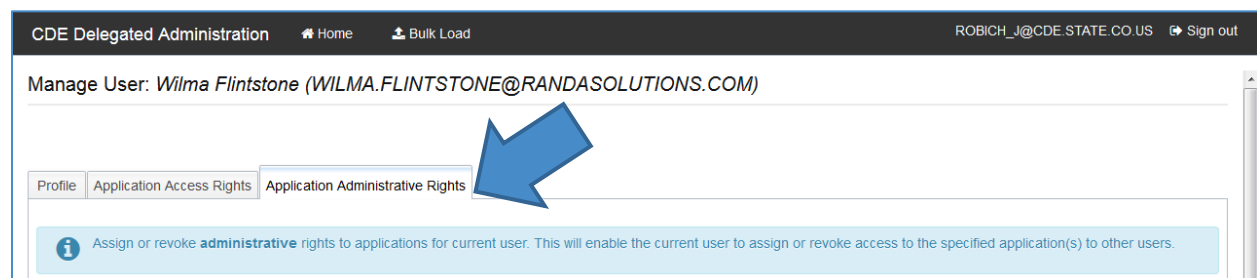 CDE Delegated Administration Home Bulk Load ROBICH_J@CDE.STATE.CO.US Sign out
Manage User: Wilma Flintstone (WILMA.FLINTSTONE@RANDASOLUTIONS.COM)
Profile Application Access Rights Application Administrative Rights
Assign or revoke administrative rights to applications for current user. This will enable the current user to assign or revoke access to the specified application(s) to other users.